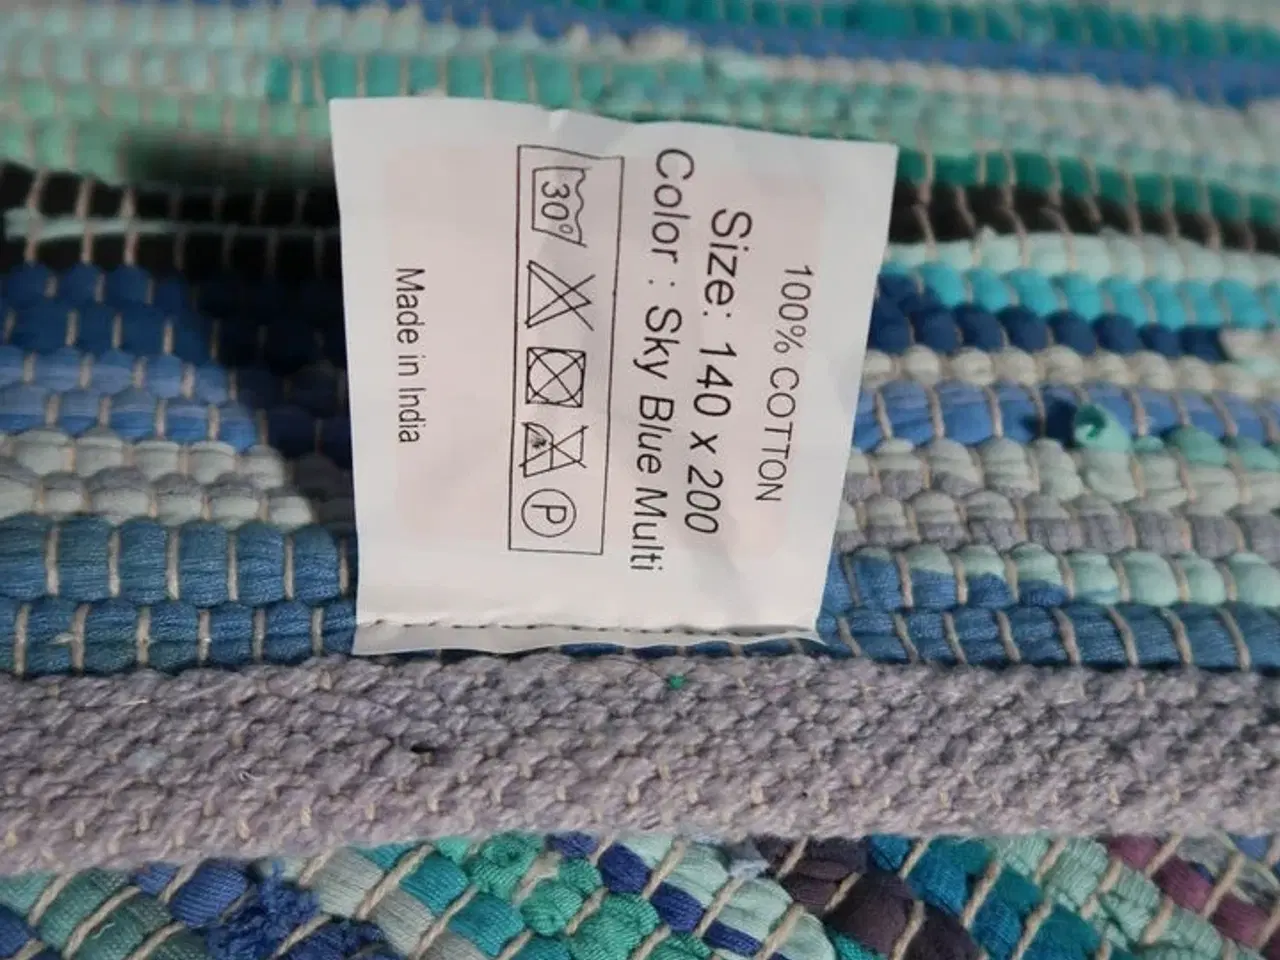 100% COTTON
Size: 140 x 200
Color : Sky Blue Multi
30°
P
Made in India